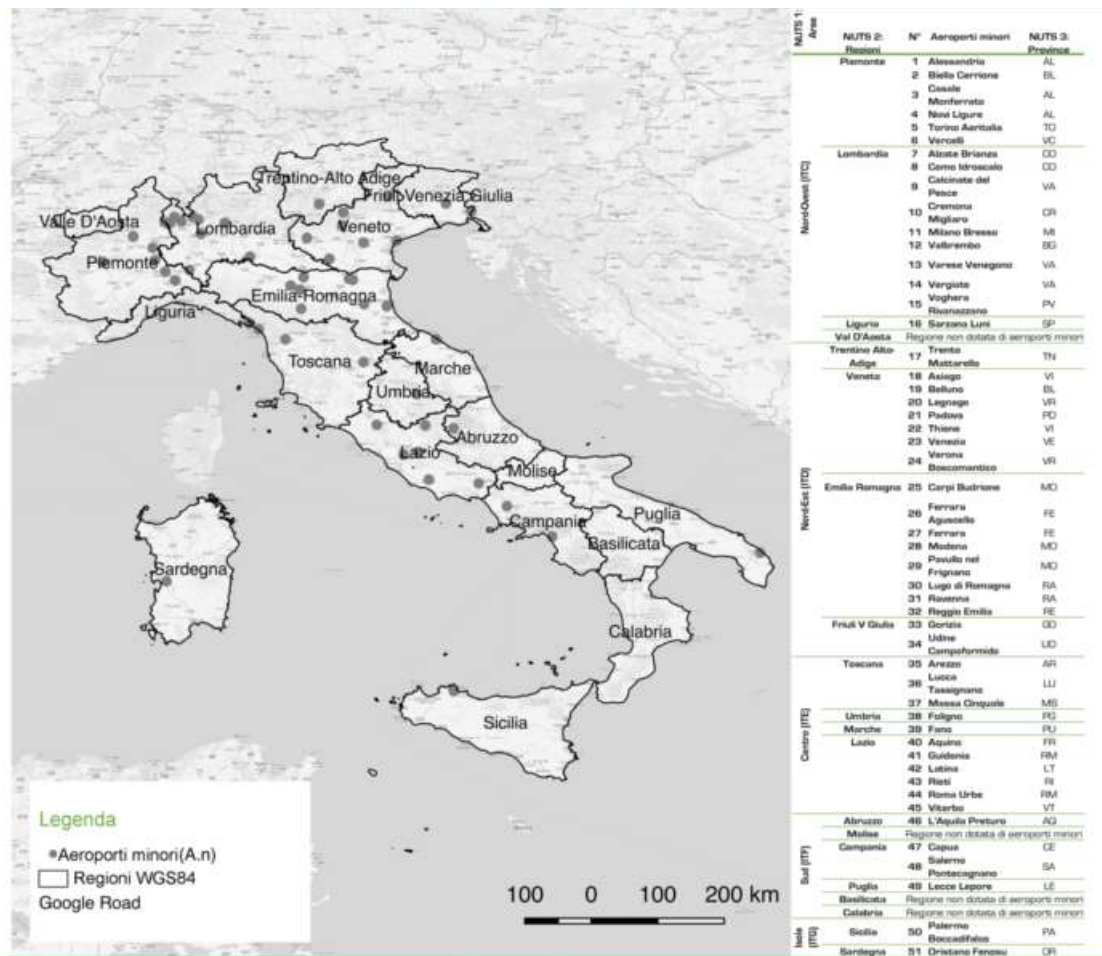 Trentino-Alto Adige
Friuli-Venezia Giulia
Valle D'Aosta
Lombardia
Veneto
Piemonte
Emilia-Romagna
Liguria
Toscana
Marche
Umbria
Abruzzo
Lazio
Molise
Puglia
Campania
Basilicata
Sardegna
Calabria
Sicilia
Legenda
Aeroporti minori(A.n)
Regioni WGS84
Google Road
100 0 100 200 km
NUTS 1:
Aree
NUTS 2: N° Aeroporti minori NUTS 3:
Regioni Province
Nord-Ovest (ITC)
Piemonte 1 Alessandria AL
2 Biella Cerrione BL
Casale
3 AL
Monferrato
4 Novi Ligure AL
5 Torino Aeritalia TO
6 Vercelli VC
Lombardia 7 Alzate Brianza CO
8 Como Idroscalo CO
Calcinate del
9 VA
Pesce
Cremona
10 CR
Migliaro
11 Milano Bresso MI
12 Valbrembo BG
13 Varese Venegono VA
14 Vergiate VA
Voghera
15 PV
Rivanazzano
Liguria 16 Sarzana Luni SP
Val D'Aosta Regione non dotata di aeroporti minori
Nord-Est (ITD)
Trentino Alto Trento
17 TN
Adige Mattarello
Veneto 18 Asiago VI
19 Belluno BL
20 Legnago VR
21 Padova PD
22 Thiene VI
23 Venezia VE
Verona
24 VR
Boscomantico
Emilia Romagna 25 Carpi Budrione MO
Ferrara
26 FE
Aguscello
27 Ferrara FE
28 Modena MO
Pavullo nel
29 MO
Frignano
30 Lugo di Romagna RA
31 Ravenna RA
32 Reggio Emilia RE
Friuli V Giulia 33 Gorizia GO
Udine
34 UD
Campoformido
Centro (ITE)
Toscana 35 Arezzo AR
Lucca
36 LU
Tassignano
37 Massa Cinquale MS
Umbria 38 Foligno PG
Marche 39 Fano PU
Lazio 40 Aquino FR
41 Guidonia RM
42 Latina LT
43 Rieti RI
44 Roma Urbe RM
45 Viterbo VT
Sud (ITF)
Abruzzo 46 L'Aquila Preturo AQ
Molise Regione non dotata di aeroporti minori
Campania 47 Capua CE
Salerno
48 SA
Pontecagnano
Puglia 49 Lecce Lepore LE
Basilicata Regione non dotata di aeroporti minori
Calabria Regione non dotata di aeroporti minori
Isole
(ITG)
Sicilia Palermo
50 PA
Boccadifalco
Sardegna 51 Oristano Fenosu OR